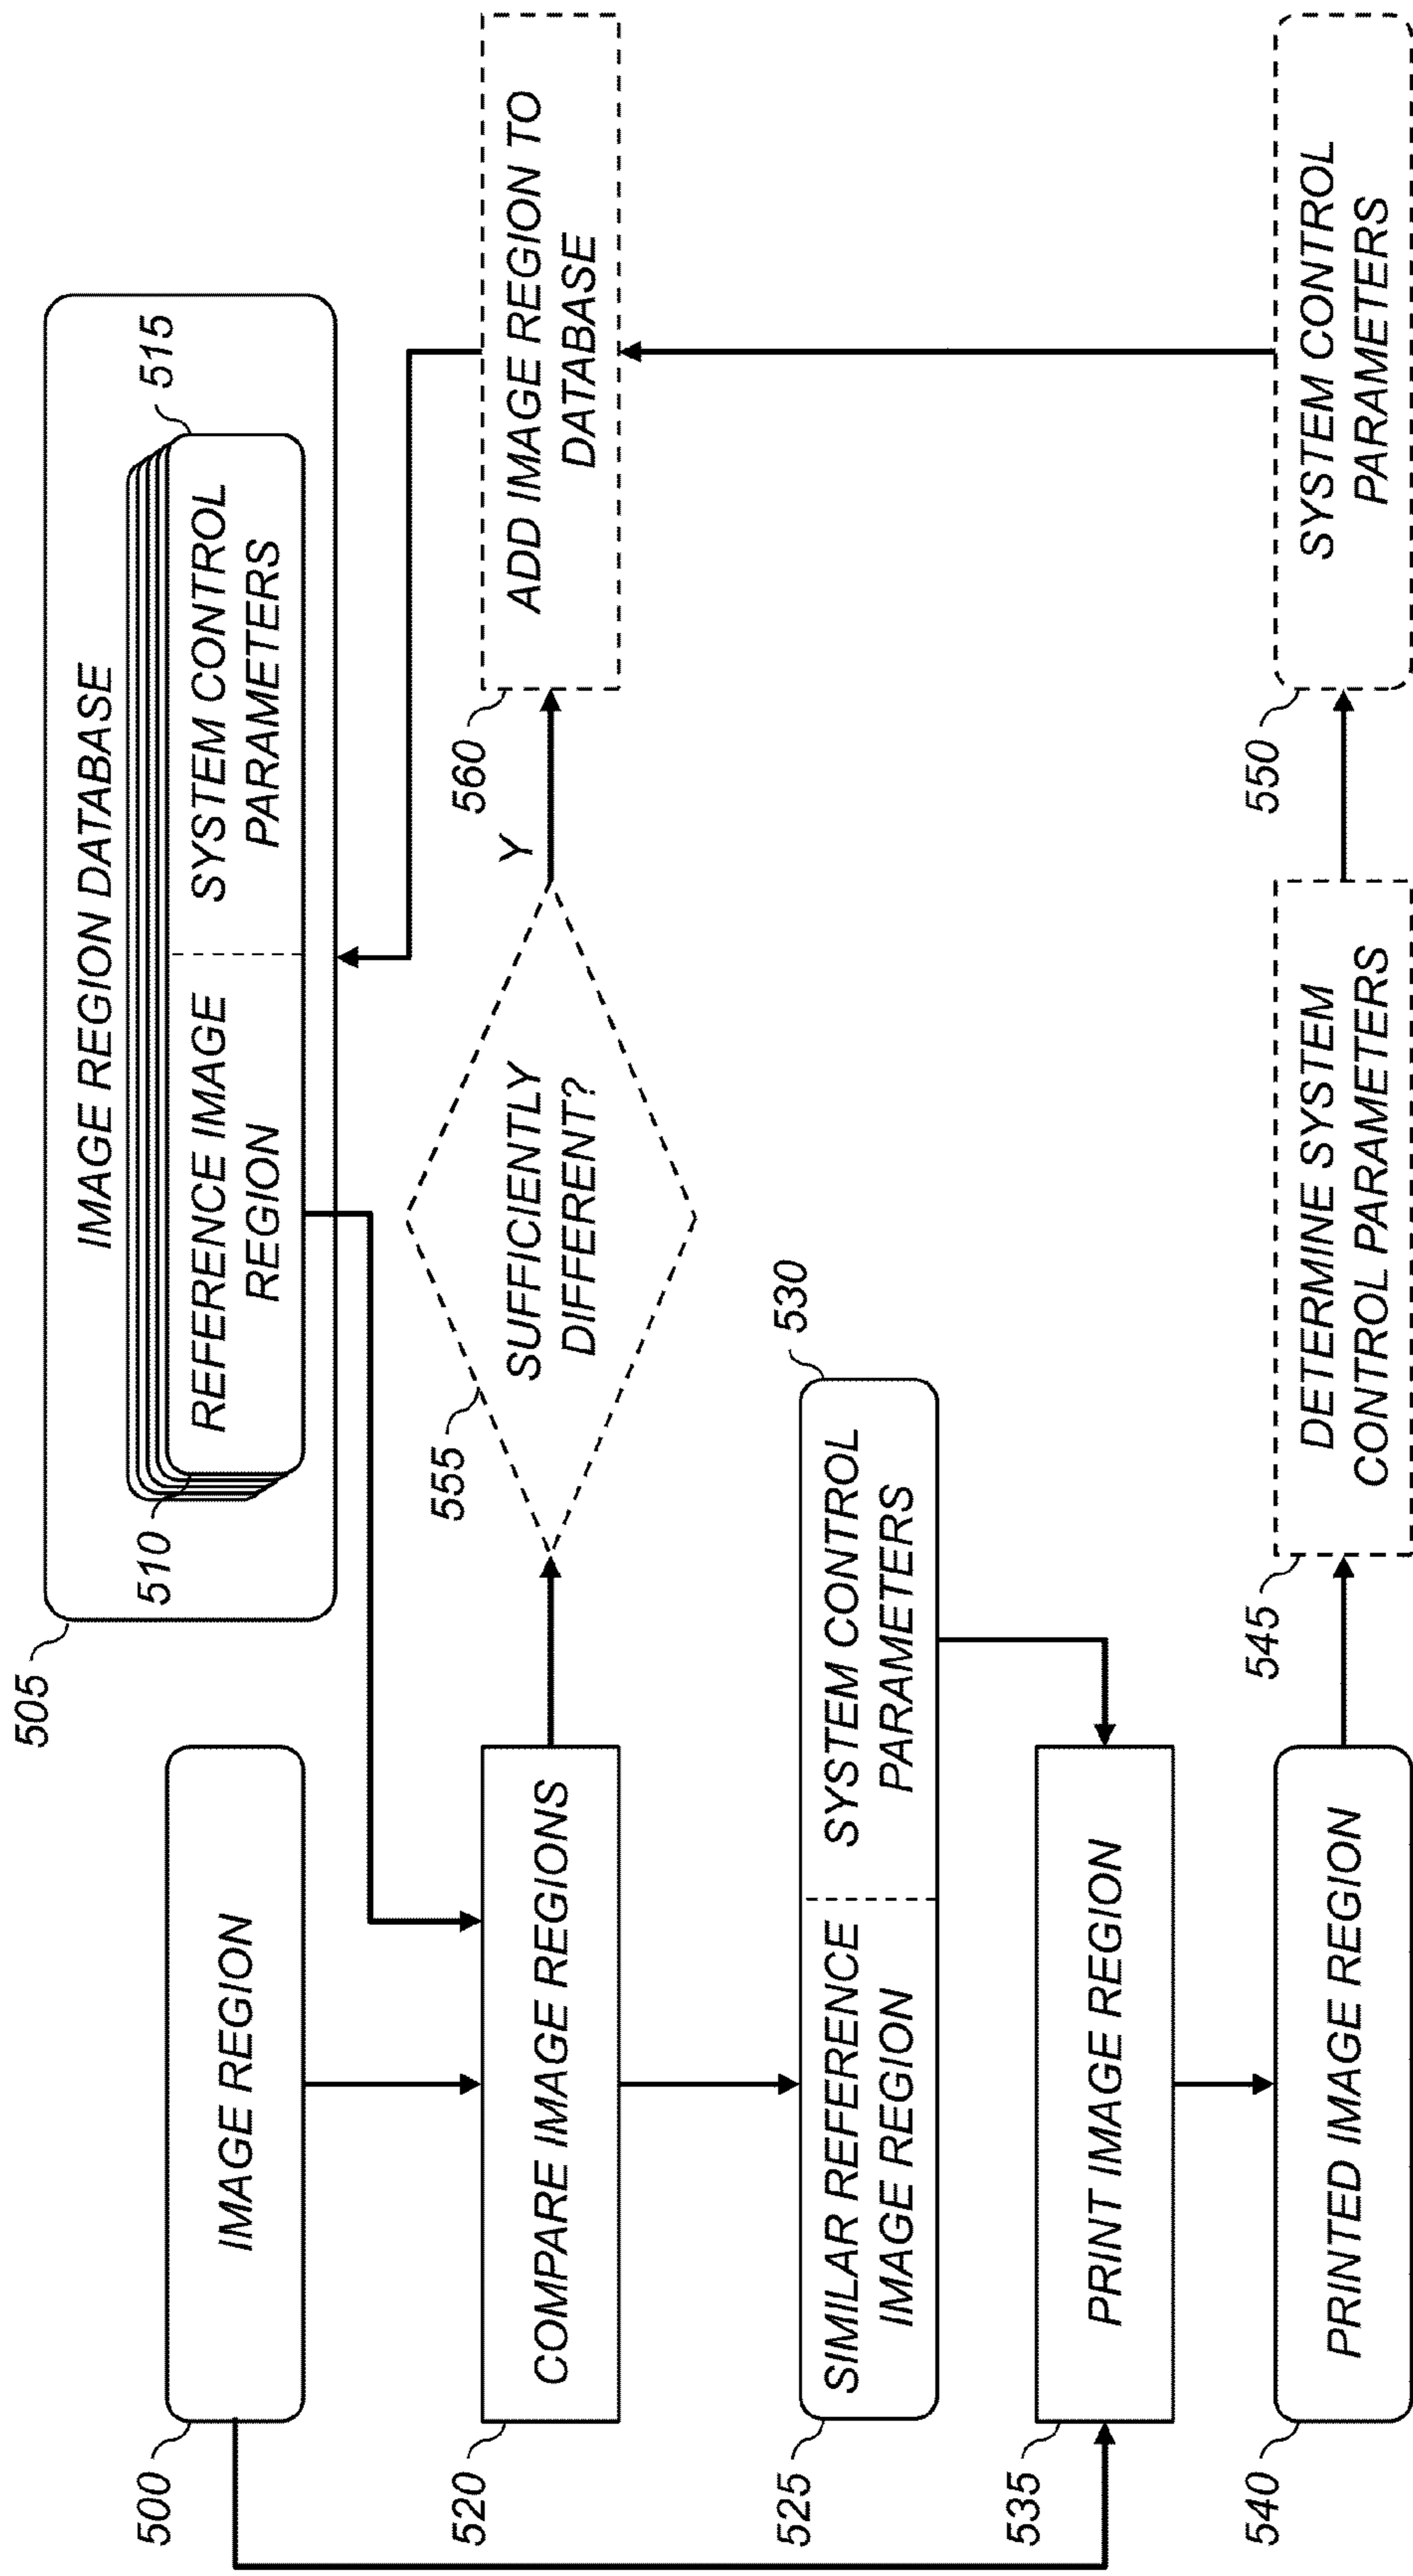 500
IMAGE REGION
505
IMAGE REGION DATABASE
510
REFERENCE IMAGE
REGION
SYSTEM CONTROL
PARAMETERS
515
520
COMPARE IMAGE REGIONS
555
SUFFICIENTLY
DIFFERENT?
Y
560
ADD IMAGE REGION TO
DATABASE
525
SIMILAR REFERENCE
IMAGE REGION
SYSTEM CONTROL
PARAMETERS
530
535
PRINT IMAGE REGION
540
PRINTED IMAGE REGION
545
DETERMINE SYSTEM
CONTROL PARAMETERS
550
SYSTEM CONTROL
PARAMETERS